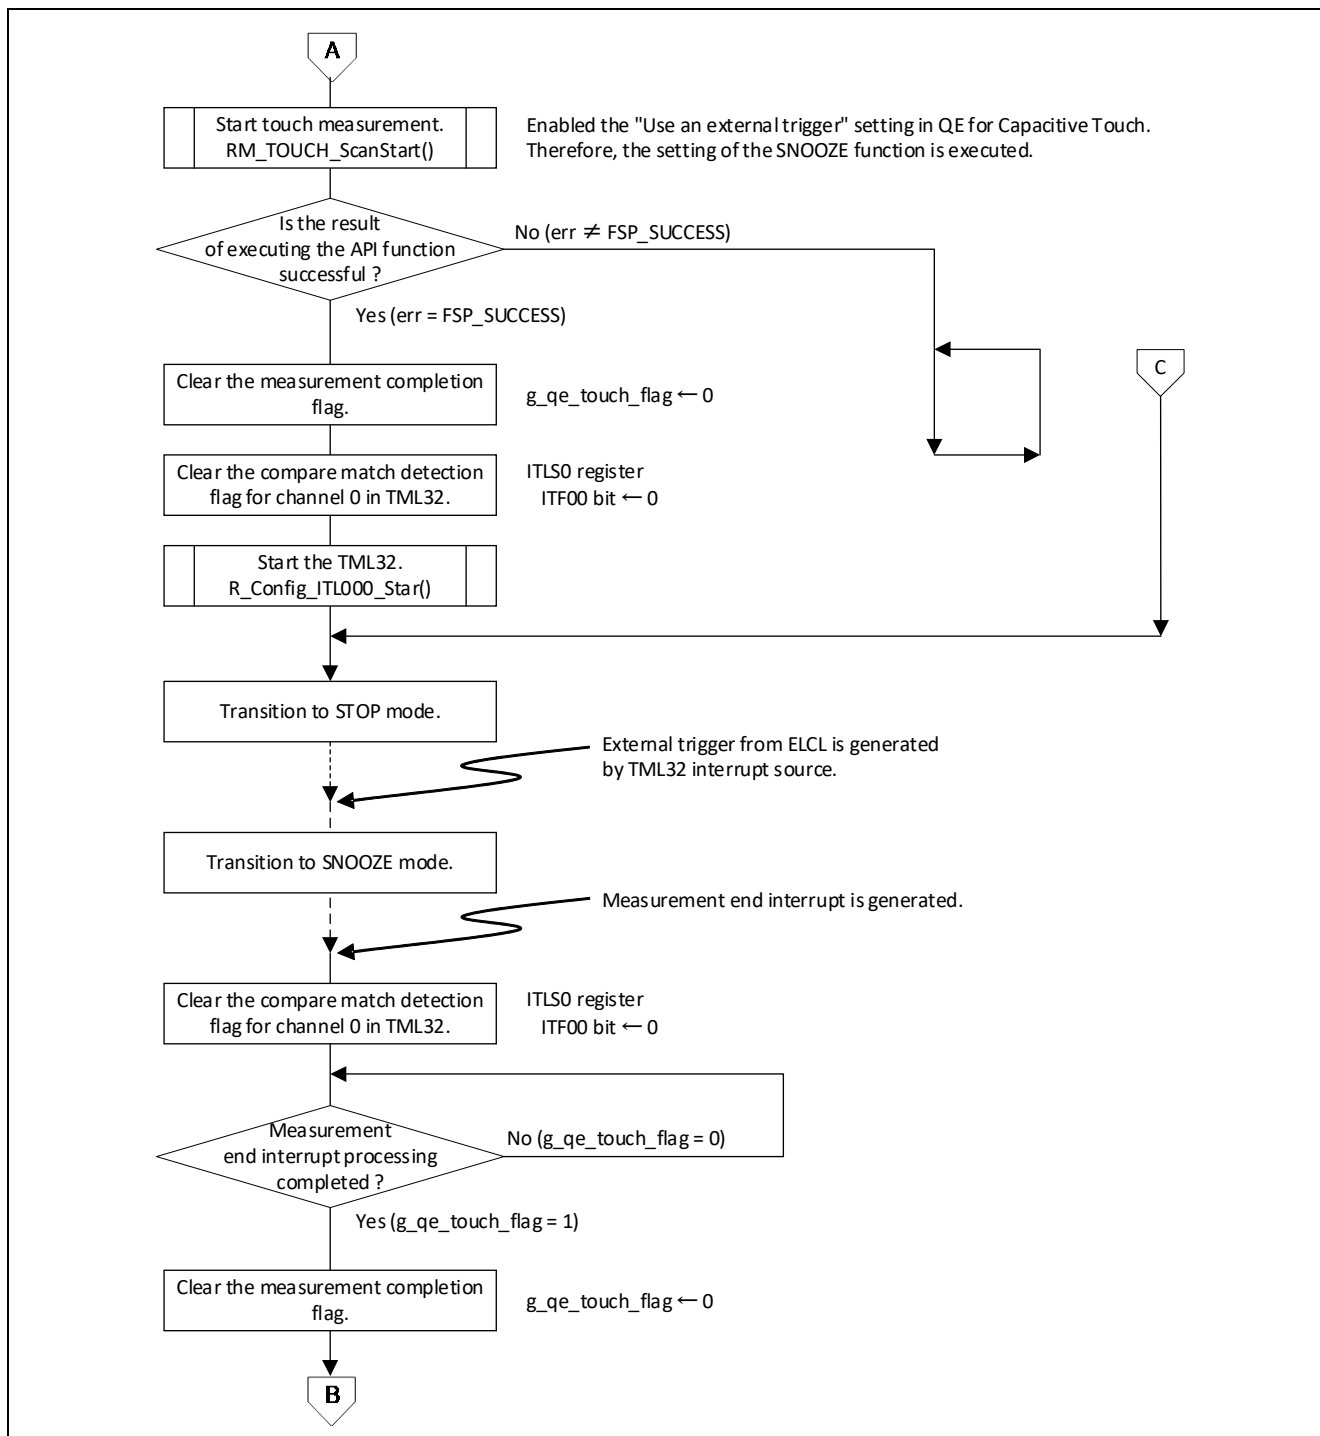 A
Start touch measurement.
RM_TOUCH_ScanStart()
Enabled the "Use an external trigger" setting in QE for Capacitive Touch.
Therefore, the setting of the SNOOZE function is executed.
Is the result
of executing the API function
successful ?
No (err ≠ FSP_SUCCESS)
Yes (err = FSP_SUCCESS)
C
Clear the measurement completion
flag.
g_qe_touch_flag ← 0
Clear the compare match detection
flag for channel 0 in TML32.
ITLS0 register
ITF00 bit ← 0
Start the TML32.
R_Config_ITL000_Star()
Transition to STOP mode.
External trigger from ELCL is generated
by TML32 interrupt source.
Transition to SNOOZE mode.
Measurement end interrupt is generated.
Clear the compare match detection
flag for channel 0 in TML32.
ITLS0 register
ITF00 bit ← 0
Measurement
end interrupt processing
completed ?
No (g_qe_touch_flag = 0)
Yes (g_qe_touch_flag = 1)
Clear the measurement completion
flag.
g_qe_touch_flag ← 0
B